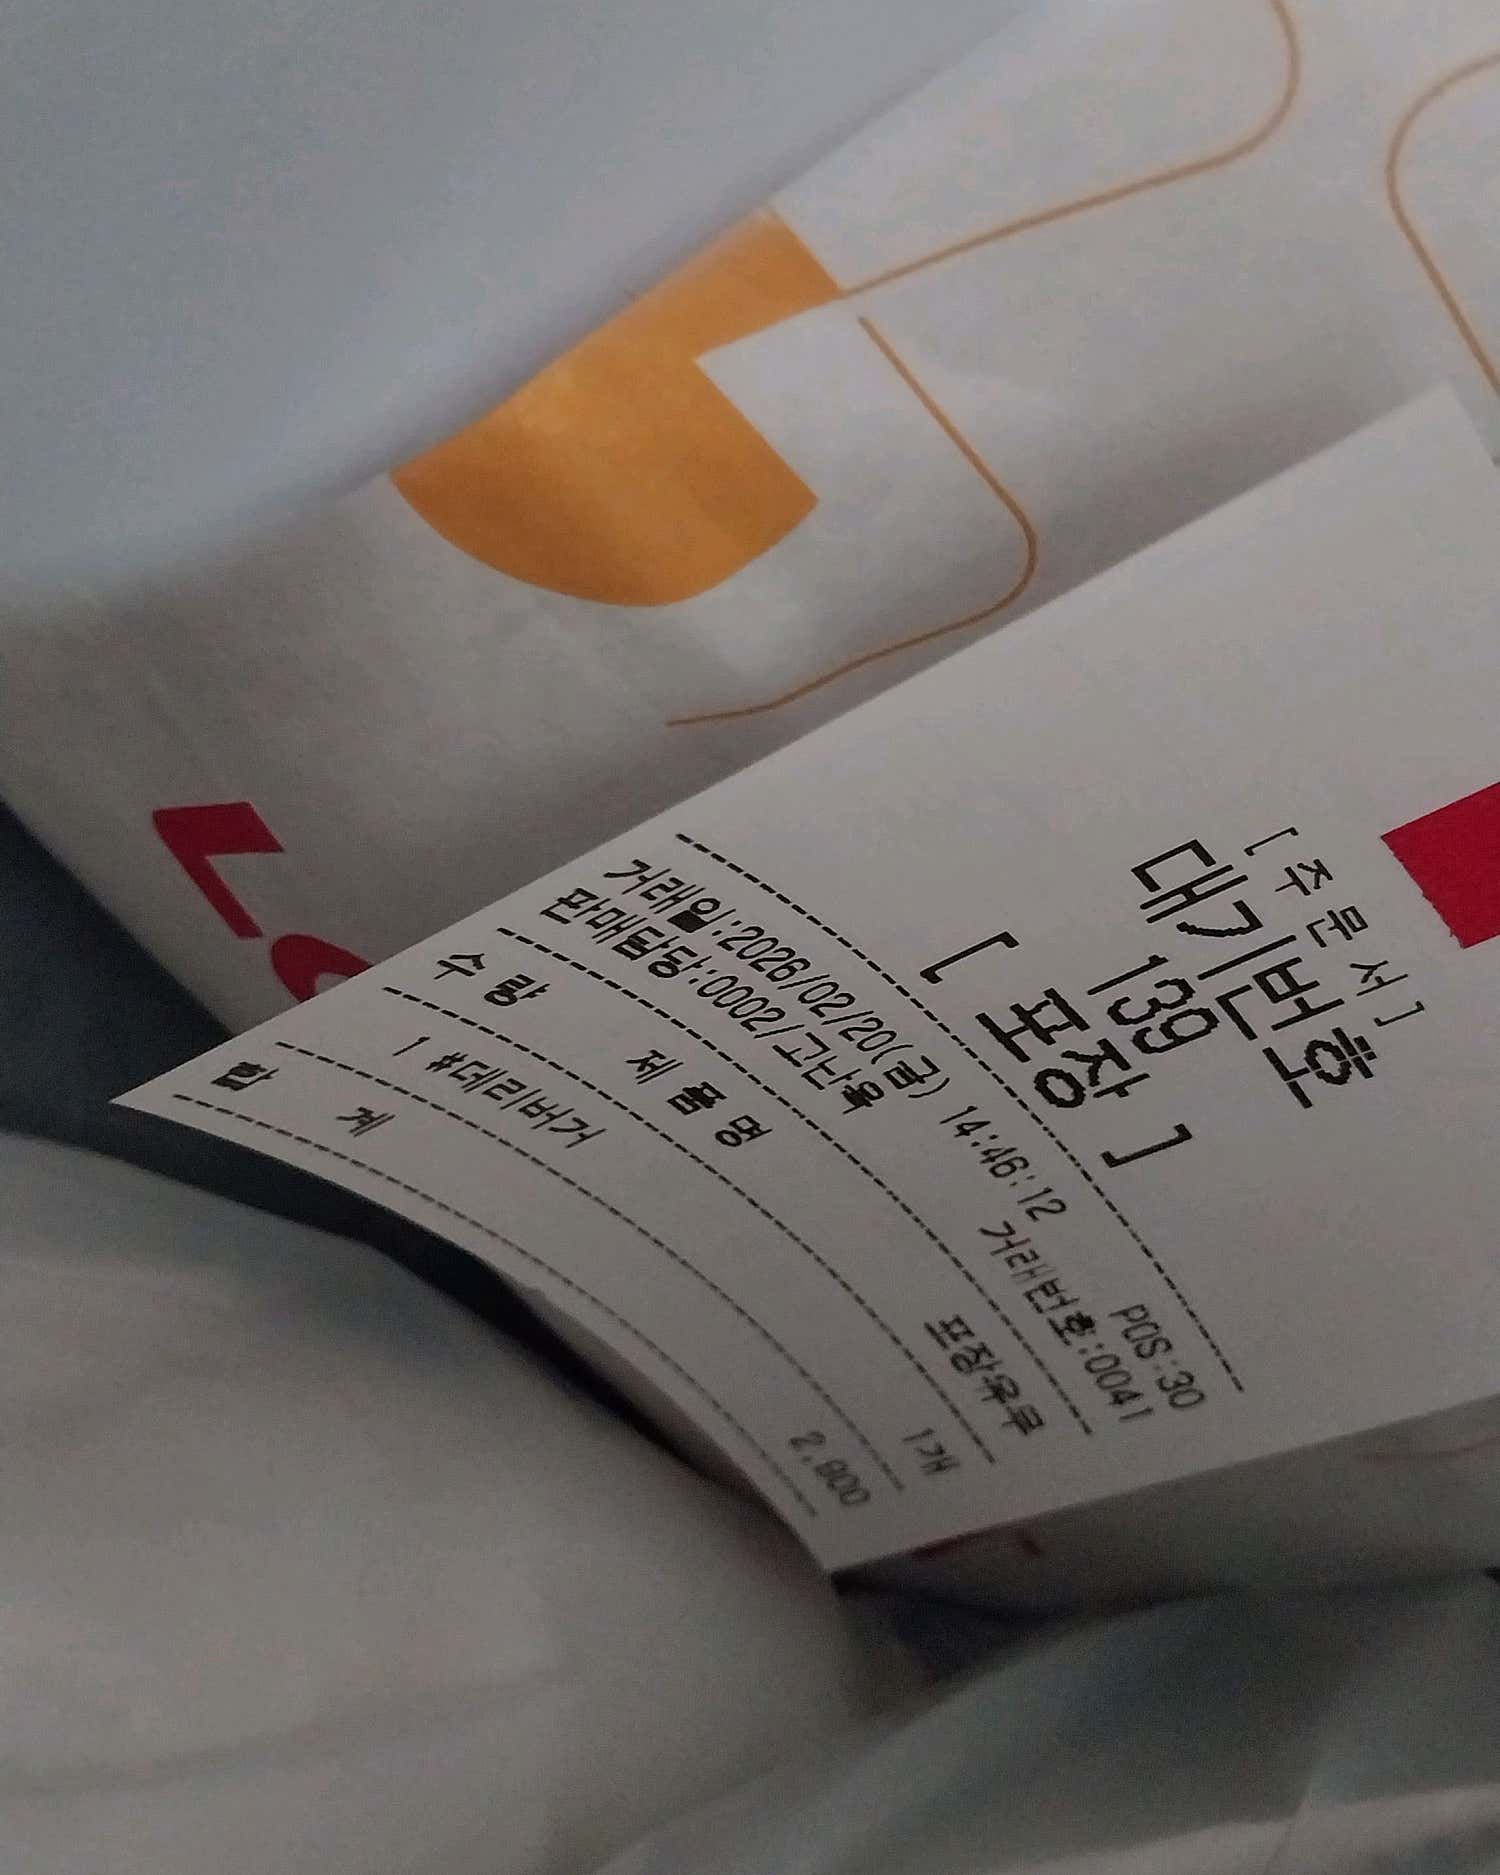 [ 주 문 서 ]
대기번호
139
[ 포장 ]
거래일:2026/02/20(금) 14:46:12 POS:30
판매담당:0002/고난옥 거래번호:0041
수 량 제 품 명 포장유무
1 #데리버거 1개
합 계 2,800